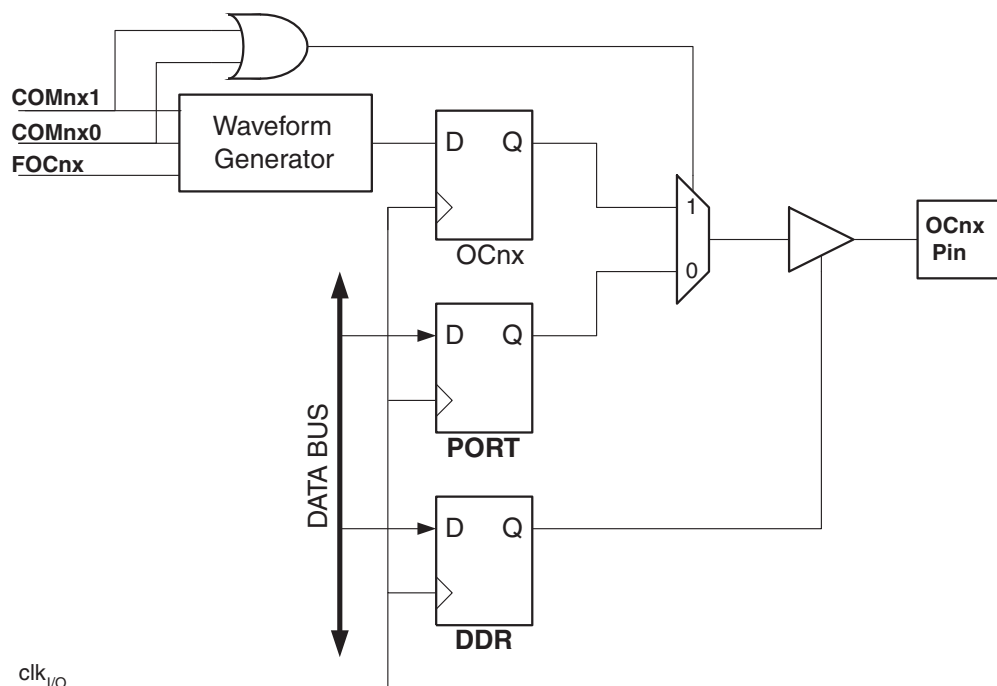 COMnx1
COMnx0
FOCnx
Waveform
Generator
D Q
OCnx
1
0
OCnx
Pin
D Q
PORT
DATA BUS
D Q
DDR
clkI/O